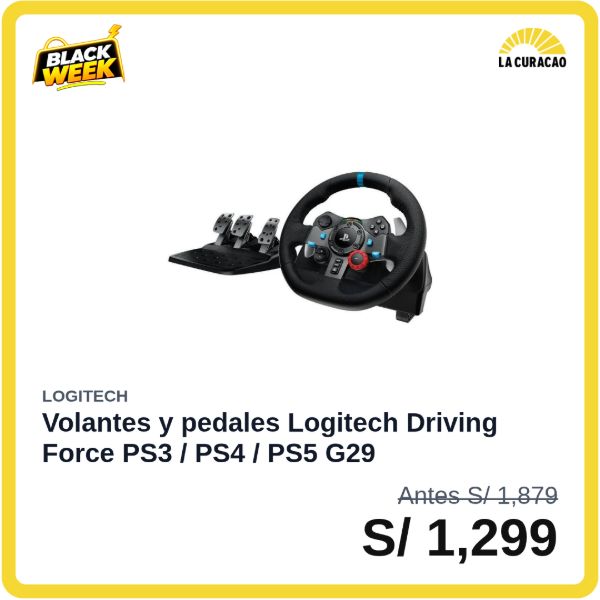 BLACK
WEEK
LA CURACAO
LOGITECH
Volantes y pedales Logitech Driving
Force PS3 / PS4 / PS5 G29
Antes S/ 1,879
S/ 1,299